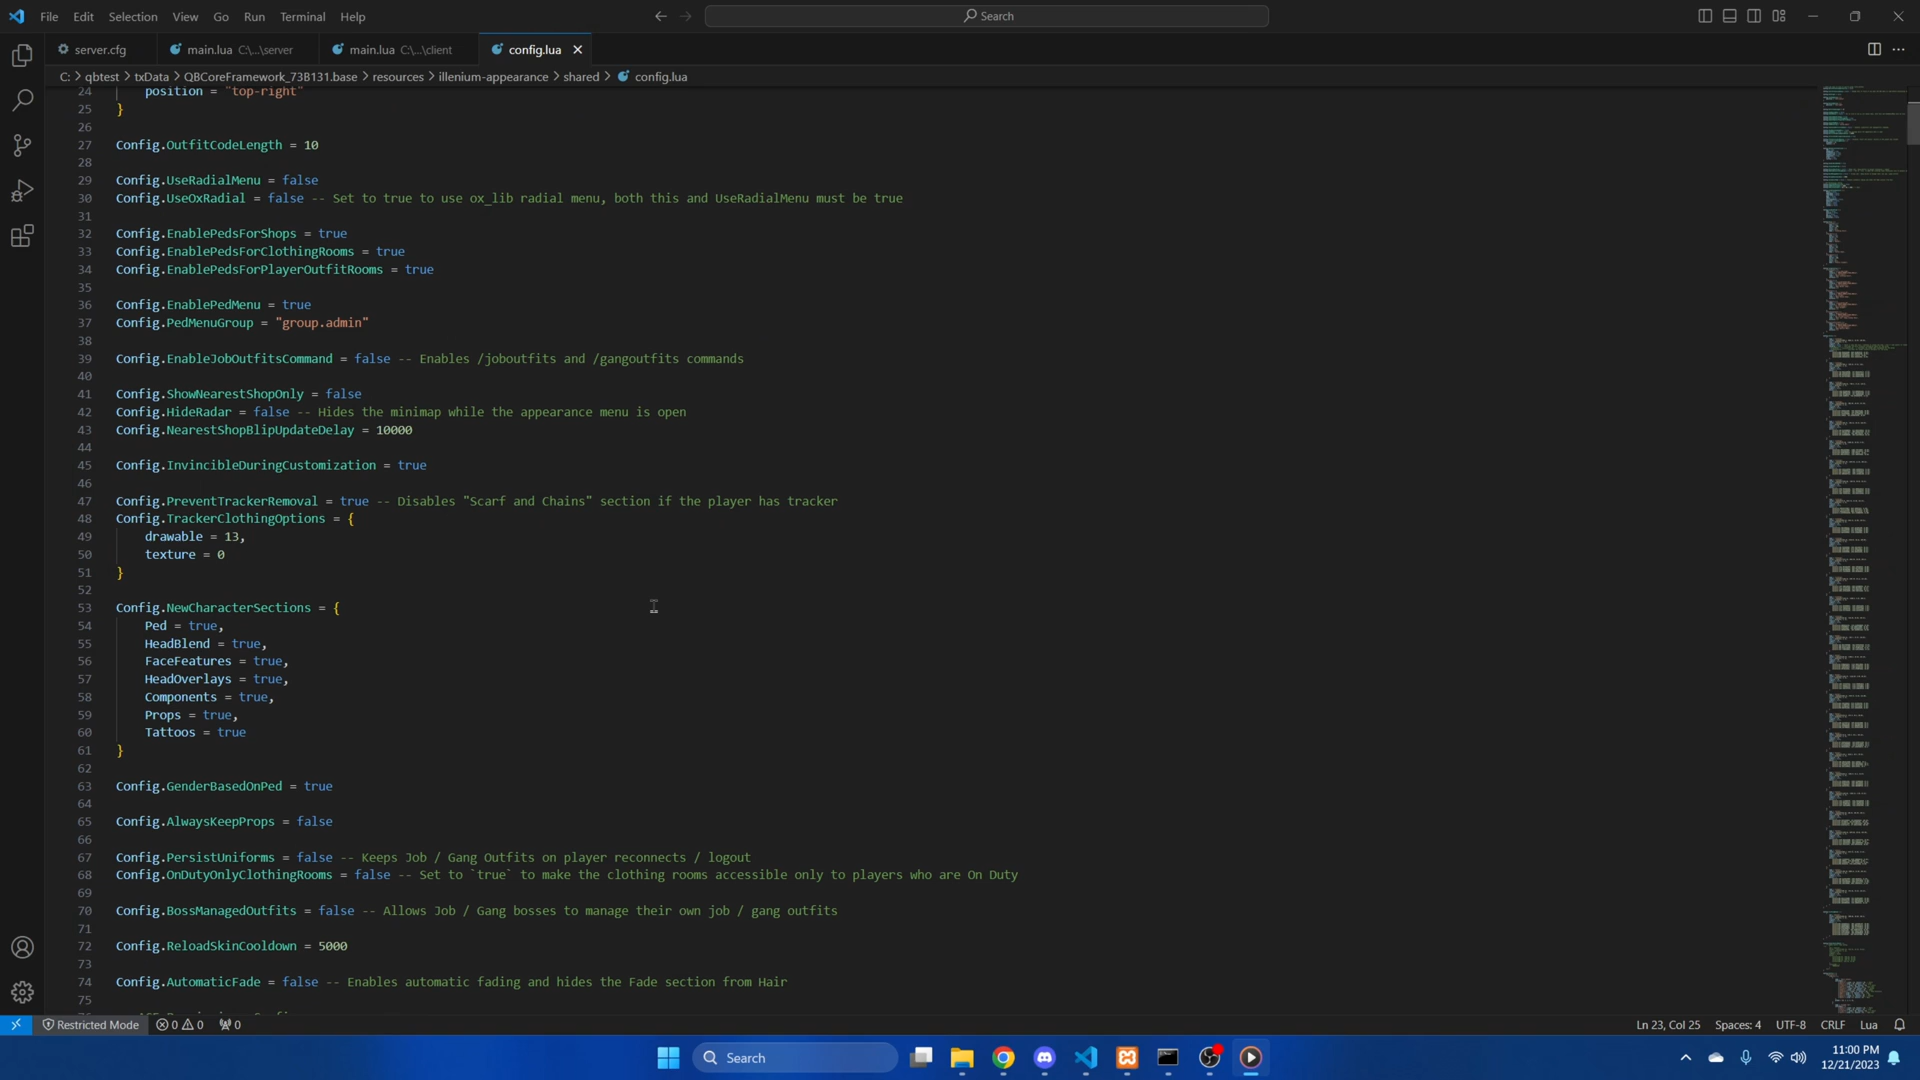 File Edit Selection View Go Run Terminal Help
Search
server.cfg
main.lua C:\...\server
main.lua C:\...\client
config.lua
C: > qbtest > txData > QBCoreFramework_73B131.base > resources > illenium-appearance > shared > config.lua
24 position = "top-right"
25 }
26
27 Config.OutfitCodeLength = 10
28
29 Config.UseRadialMenu = false
30 Config.UseOxRadial = false -- Set to true to use ox_lib radial menu, both this and UseRadialMenu must be true
31
32 Config.EnablePedsForShops = true
33 Config.EnablePedsForClothingRooms = true
34 Config.EnablePedsForPlayerOutfitRooms = true
35
36 Config.EnablePedMenu = true
37 Config.PedMenuGroup = "group.admin"
38
39 Config.EnableJobOutfitsCommand = false -- Enables /joboutfits and /gangoutfits commands
40
41 Config.ShowNearestShopOnly = false
42 Config.HideRadar = false -- Hides the minimap while the appearance menu is open
43 Config.NearestShopBlipUpdateDelay = 10000
44
45 Config.InvincibleDuringCustomization = true
46
47 Config.PreventTrackerRemoval = true -- Disables "Scarf and Chains" section if the player has tracker
48 Config.TrackerClothingOptions = {
49 drawable = 13,
50 texture = 0
51 }
52
53 Config.NewCharacterSections = {
54 Ped = true,
55 HeadBlend = true,
56 FaceFeatures = true,
57 HeadOverlays = true,
58 Components = true,
59 Props = true,
60 Tattoos = true
61 }
62
63 Config.GenderBasedOnPed = true
64
65 Config.AlwaysKeepProps = false
66
67 Config.PersistUniforms = false -- Keeps Job / Gang Outfits on player reconnects / logout
68 Config.OnDutyOnlyClothingRooms = false -- Set to `true` to make the clothing rooms accessible only to players who are On Duty
69
70 Config.BossManagedOutfits = false -- Allows Job / Gang bosses to manage their own job / gang outfits
71
72 Config.ReloadSkinCooldown = 5000
73
74 Config.AutomaticFade = false -- Enables automatic fading and hides the Fade section from Hair
75
Restricted Mode 0 0 0 Ln 23, Col 25 Spaces: 4 UTF-8 CRLF Lua
Search
11:00 PM
12/21/2023